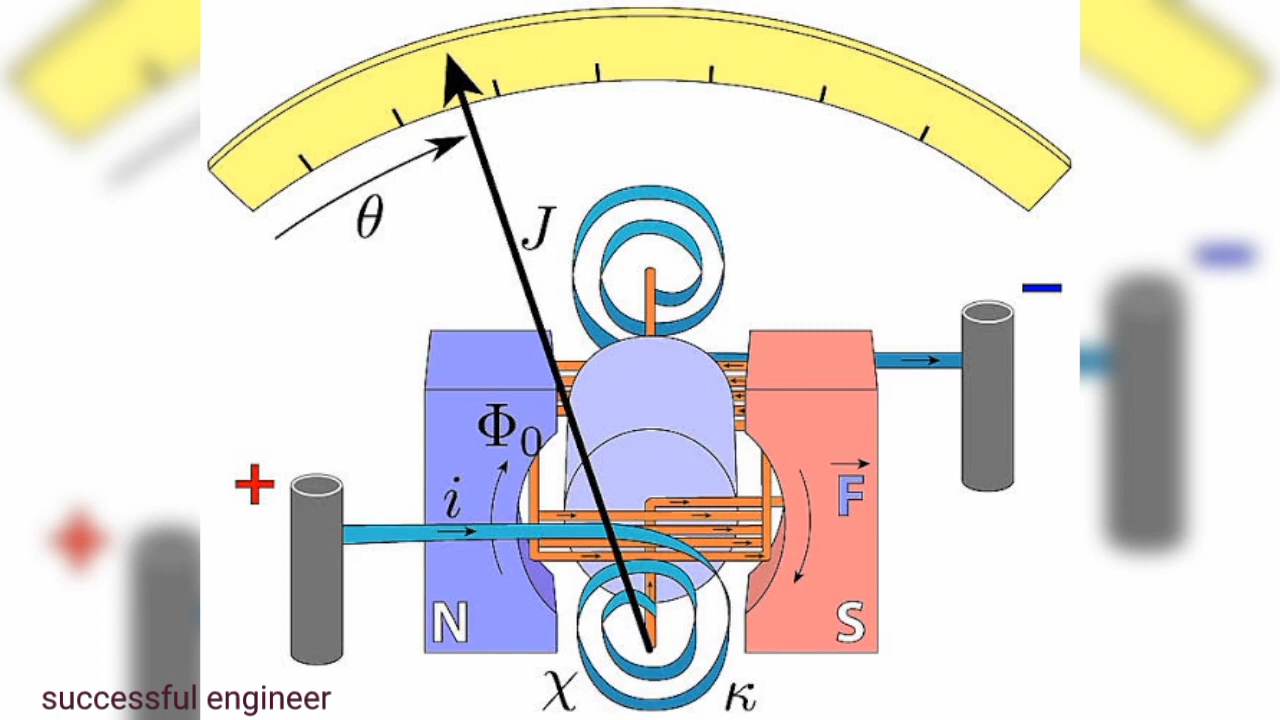 θ
J
−
Φ₀
+
i
F
N
S
χ
κ
successful engineer